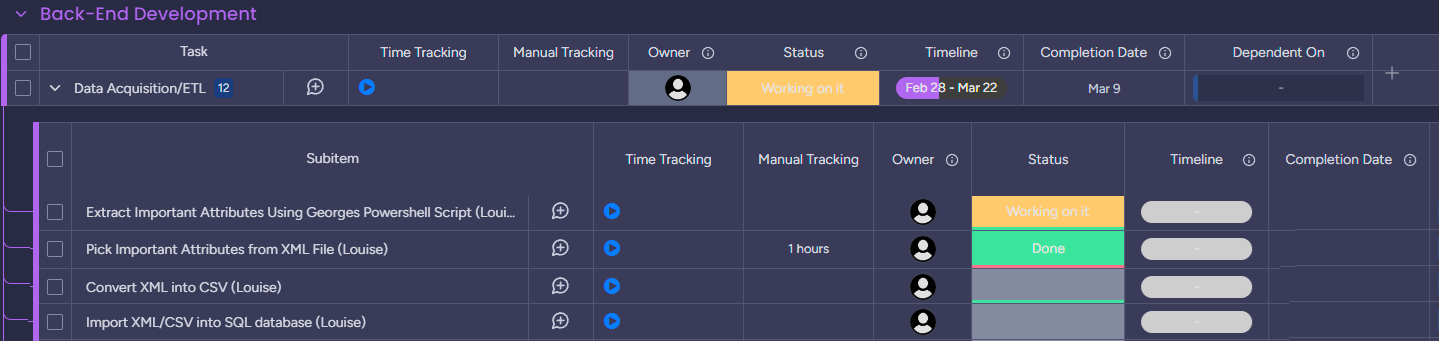 Back-End Development
Task Time Tracking Manual Tracking Owner Status Timeline Completion Date Dependent On
Data Acquisition/ETL 12 Working on it Feb 28 - Mar 22 Mar 9 -
Subitem Time Tracking Manual Tracking Owner Status Timeline Completion Date
Extract Important Attributes Using Georges Powershell Script (Loui... Working on it -
Pick Important Attributes from XML File (Louise) 1 hours Done -
Convert XML into CSV (Louise) -
Import XML/CSV into SQL database (Louise) -